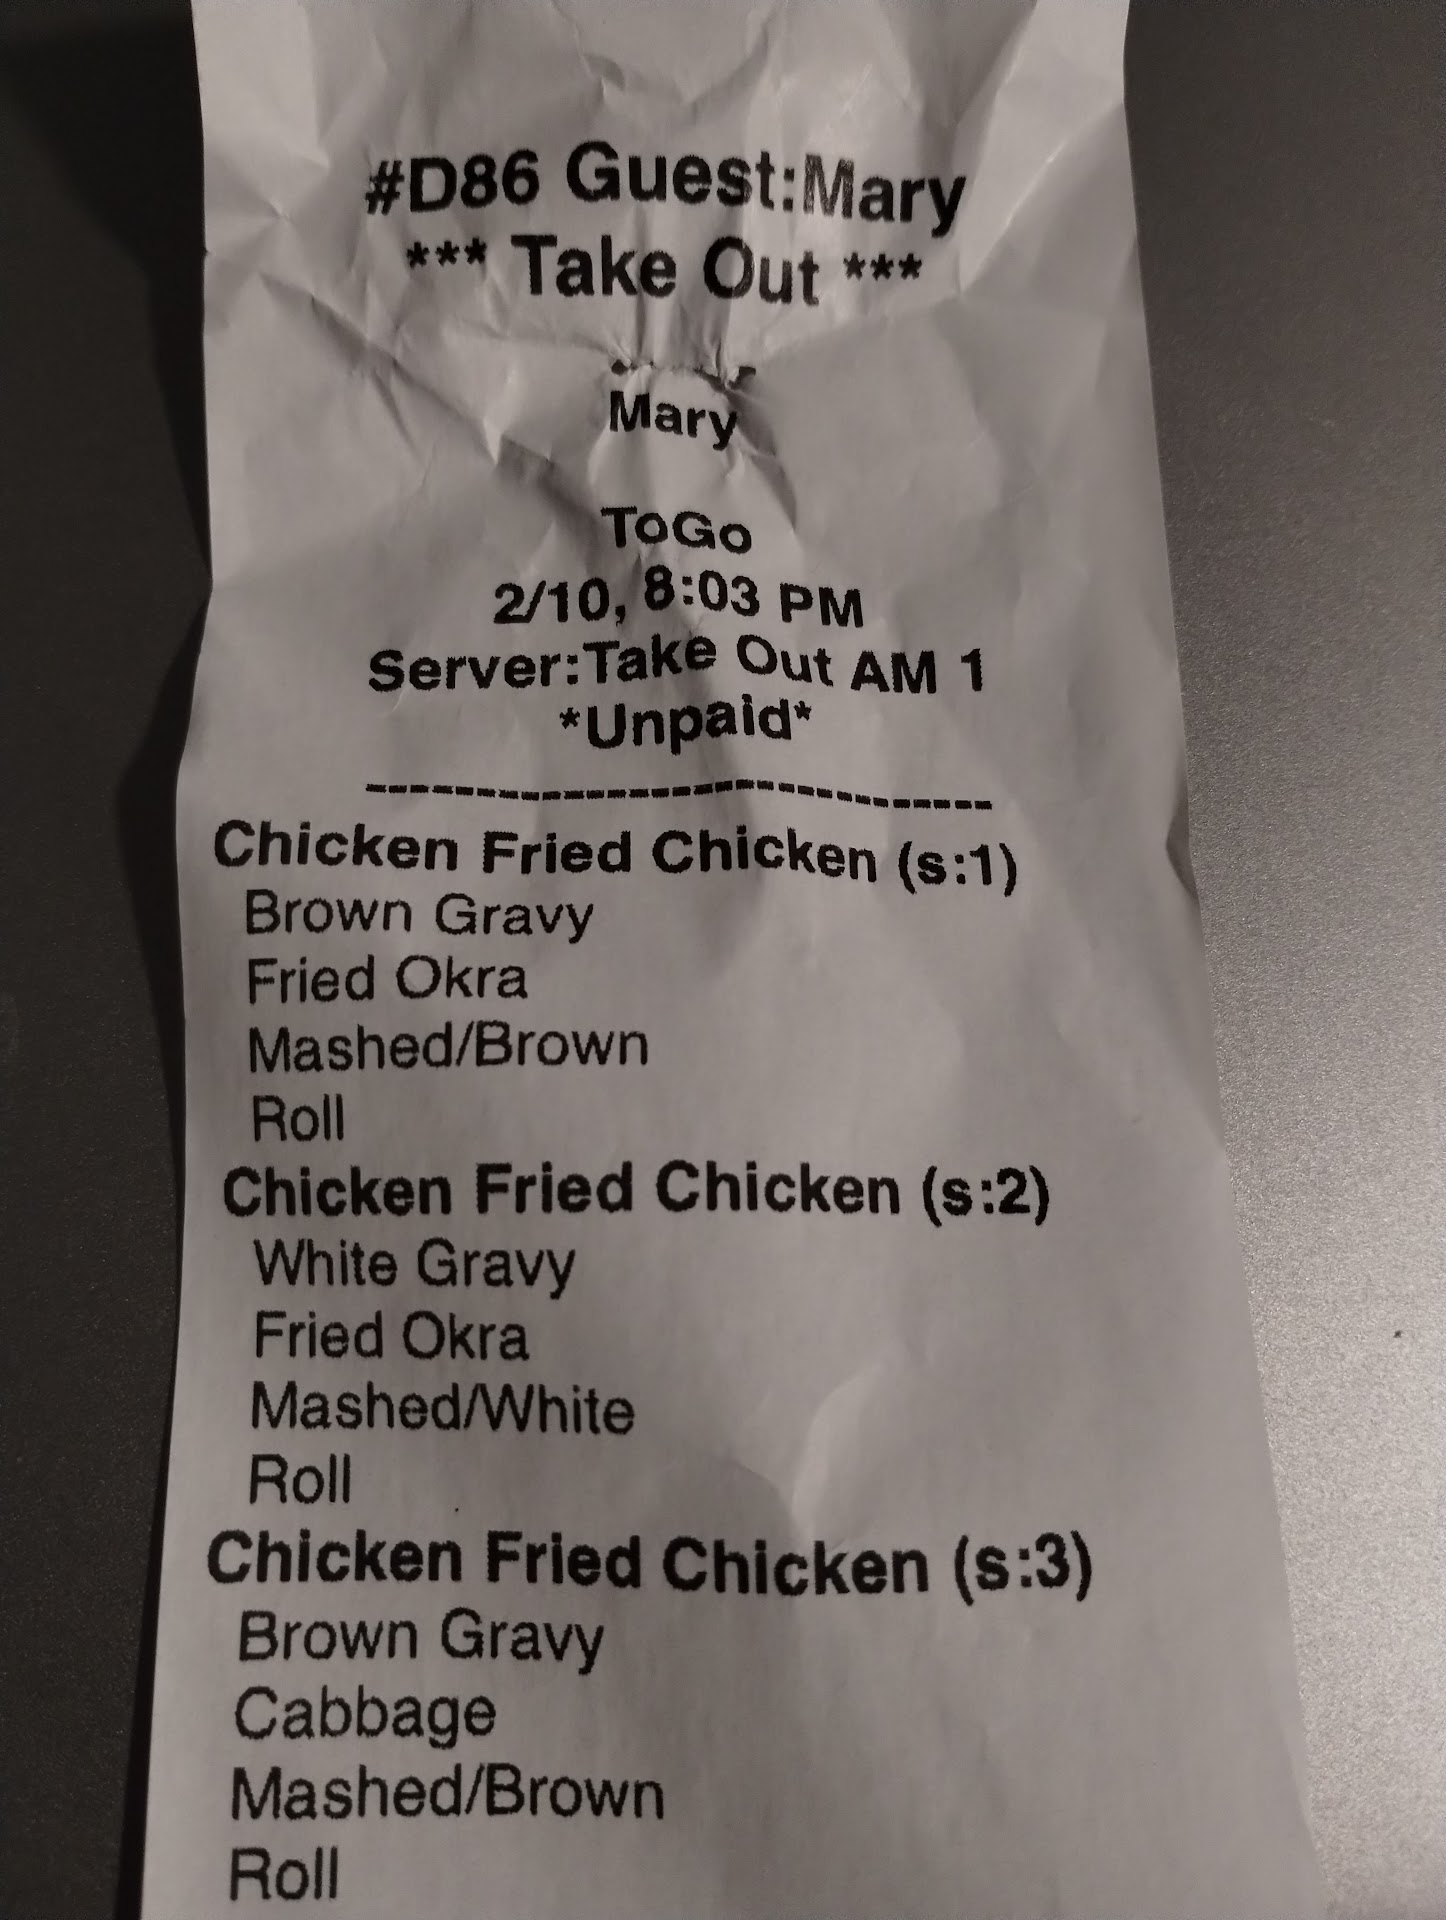 #D86 Guest:Mary
*** Take Out ***
Mary
ToGo
2/10, 8:03 PM
Server:Take Out AM 1
*Unpaid*
-----------------------------
Chicken Fried Chicken (s:1)
Brown Gravy
Fried Okra
Mashed/Brown
Roll
Chicken Fried Chicken (s:2)
White Gravy
Fried Okra
Mashed/White
Roll
Chicken Fried Chicken (s:3)
Brown Gravy
Cabbage
Mashed/Brown
Roll